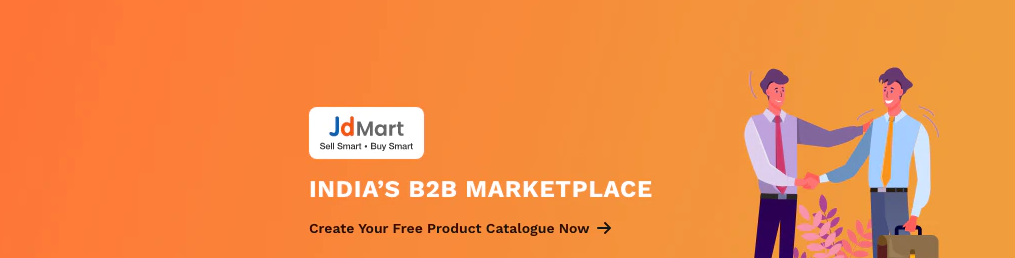 JdMart
Sell Smart • Buy Smart
INDIA’S B2B MARKETPLACE
Create Your Free Product Catalogue Now →